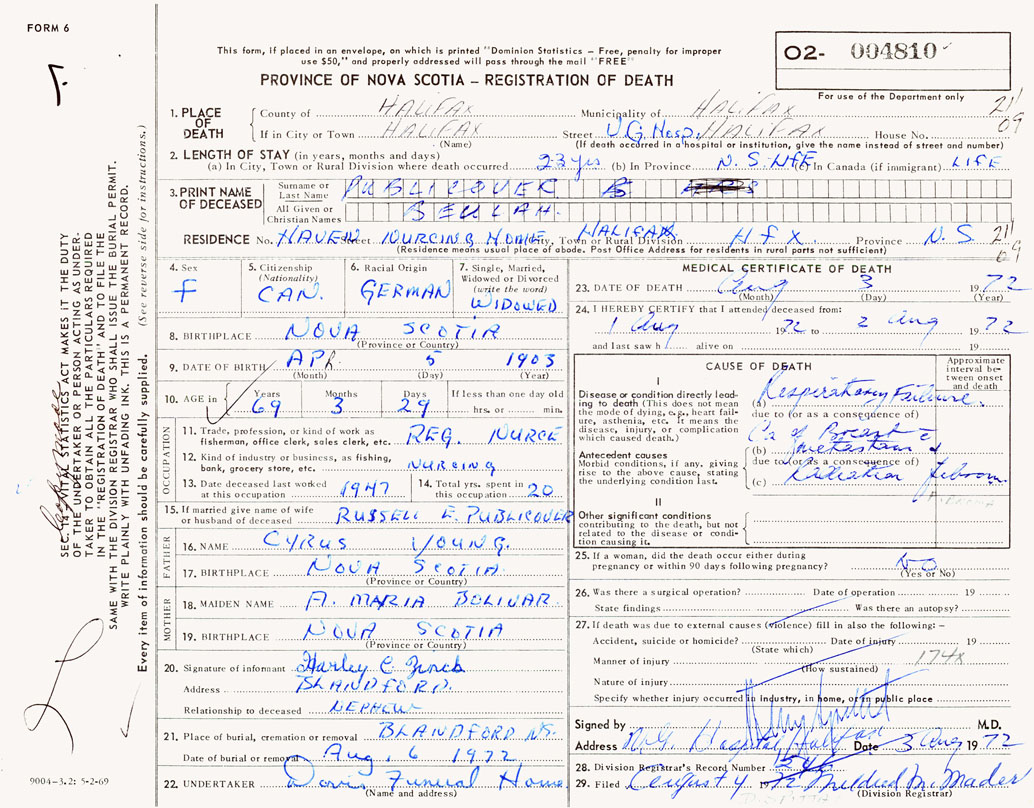 FORM 6
This form, if placed in an envelope, on which is printed "Dominion Statistics – Free, penalty for improper
use $50," and properly addressed will pass through the mail "FREE"
O2- 004810
For use of the Department only
PROVINCE OF NOVA SCOTIA – REGISTRATION OF DEATH
1. PLACE OF DEATH
County of HALIFAX Municipality of HALIFAX 211
If in City or Town HALIFAX Street V.G. Hosp. HALIFAX House No. 09
(Name) (If death occurred in a hospital or institution, give the name instead of street and number)
2. LENGTH OF STAY (in years, months and days)
(a) In City, Town or Rural Division where death occurred 23 yrs (b) In Province N.S. Life (c) In Canada (if immigrant) LIFE
3. PRINT NAME OF DECEASED
Surname or Last Name PUBLICOVER B
All Given or Christian Names BEULAH.
RESIDENCE No. HAVEN Street NURCING HOME City, Town or Rural Division HALIFAX HFX. Province N.S 211
(Residence means usual place of abode. Post Office Address for residents in rural parts not sufficient) 09
4. Sex F
5. Citizenship (Nationality) CAN.
6. Racial Origin GERMAN
7. Single, Married, Widowed or Divorced (write the word) WIDOWED
8. BIRTHPLACE NOVA SCOTIA
(Province or Country)
9. DATE OF BIRTH APR. 5 1903
(Month) (Day) (Year)
10. AGE in Years 69 Months 3 Days 29 If less than one day old hrs. or min.
OCCUPATION
11. Trade, profession, or kind of work as fisherman, office clerk, sales clerk, etc. REG. NURCE
12. Kind of industry or business, as fishing, bank, grocery store, etc. NURCING
13. Date deceased last worked at this occupation 1947
14. Total yrs. spent in this occupation 20
15. If married give name of wife or husband of deceased RUSSELL E. PUBLICOVER
FATHER
16. NAME CYRUS YOUNG.
17. BIRTHPLACE NOVA SCOTIA.
(Province or Country)
MOTHER
18. MAIDEN NAME A. MARIA BOLIVAR.
19. BIRTHPLACE NOVA SCOTIA
(Province or Country)
20. Signature of informant Harley C. Zinck
Address BLANDFORD.
Relationship to deceased NEPHEW
21. Place of burial, cremation or removal BLANDFORD NS.
Date of burial or removal Aug. 6 1972
22. UNDERTAKER Davis Funeral Home
(Name and address)
MEDICAL CERTIFICATE OF DEATH
23. DATE OF DEATH Aug 3 1972
(Month) (Day) (Year)
24. I HEREBY CERTIFY that I attended deceased from:
1 Aug 1972 to 2 Aug 1972
and last saw h alive on 19
CAUSE OF DEATH
Approximate interval between onset and death
I
Disease or condition directly leading to death (This does not mean the mode of dying, e.g., heart failure, asthenia, etc. It means the disease, injury, or complication which caused death.)
(a) Respiratory Failure.
due to (or as a consequence of)
Antecedent causes
Morbid conditions, if any, giving rise to the above cause, stating the underlying condition last.
(b) Ca of Breast c metastasis
due to (or as a consequence of)
(c) Radiation
II
Other significant conditions contributing to the death, but not related to the disease or condition causing it.
25. If a woman, did the death occur either during pregnancy or within 90 days following pregnancy? No
(Yes or No)
26. Was there a surgical operation? Date of operation 19
State findings Was there an autopsy?
27. If death was due to external causes (violence) fill in also the following: –
Accident, suicide or homicide? Date of injury 19
(State which)
Manner of injury 174x
(How sustained)
Nature of injury
Specify whether injury occurred in industry, in home, or in public place
Signed by M.D.
Address V.G. Hospital, Halifax Date 3 Aug 1972
28. Division Registrar's Record Number
29. Filed August 4 1972 Mildred M. Mader
(Division Registrar)
SEC. 14, VITAL STATISTICS ACT MAKES IT THE DUTY
OF THE UNDERTAKER OR PERSON ACTING AS UNDER-
TAKER TO OBTAIN ALL THE PARTICULARS REQUIRED
IN THE "REGISTRATION OF DEATH" AND TO FILE THE
SAME WITH THE DIVISION REGISTRAR WHO SHALL ISSUE THE BURIAL PERMIT.
WRITE PLAINLY WITH UNFADING INK. THIS IS A PERMANENT RECORD.
Every item of information should be carefully supplied. (See reverse side for instructions.)
9004-3.2: 5-2-69